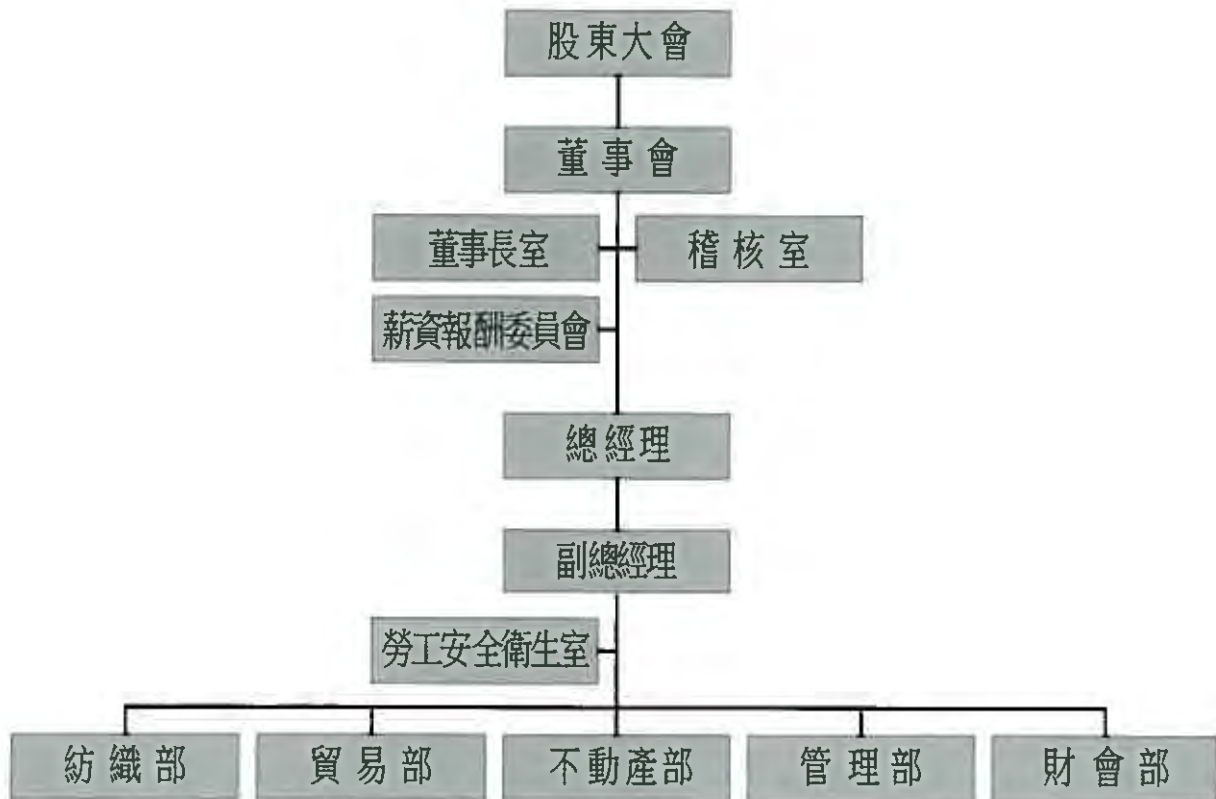 股東大會
董事會
董事長室
稽核室
薪資報酬委員會
總經理
副總經理
勞工安全衛生室
紡織部
貿易部
不動產部
管理部
財會部